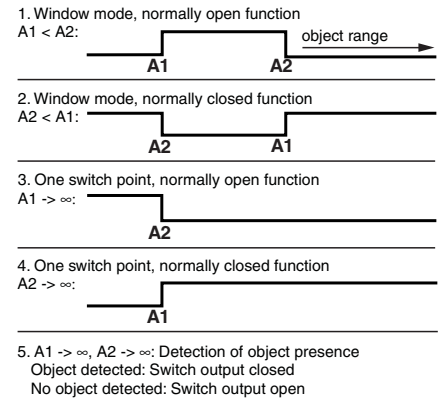 1. Window mode, normally open function
A1 < A2:
object range
A1 A2
2. Window mode, normally closed function
A2 < A1:
A2 A1
3. One switch point, normally open function
A1 -> ∞:
A2
4. One switch point, normally closed function
A2 -> ∞:
A1
5. A1 -> ∞, A2 -> ∞: Detection of object presence
Object detected: Switch output closed
No object detected: Switch output open